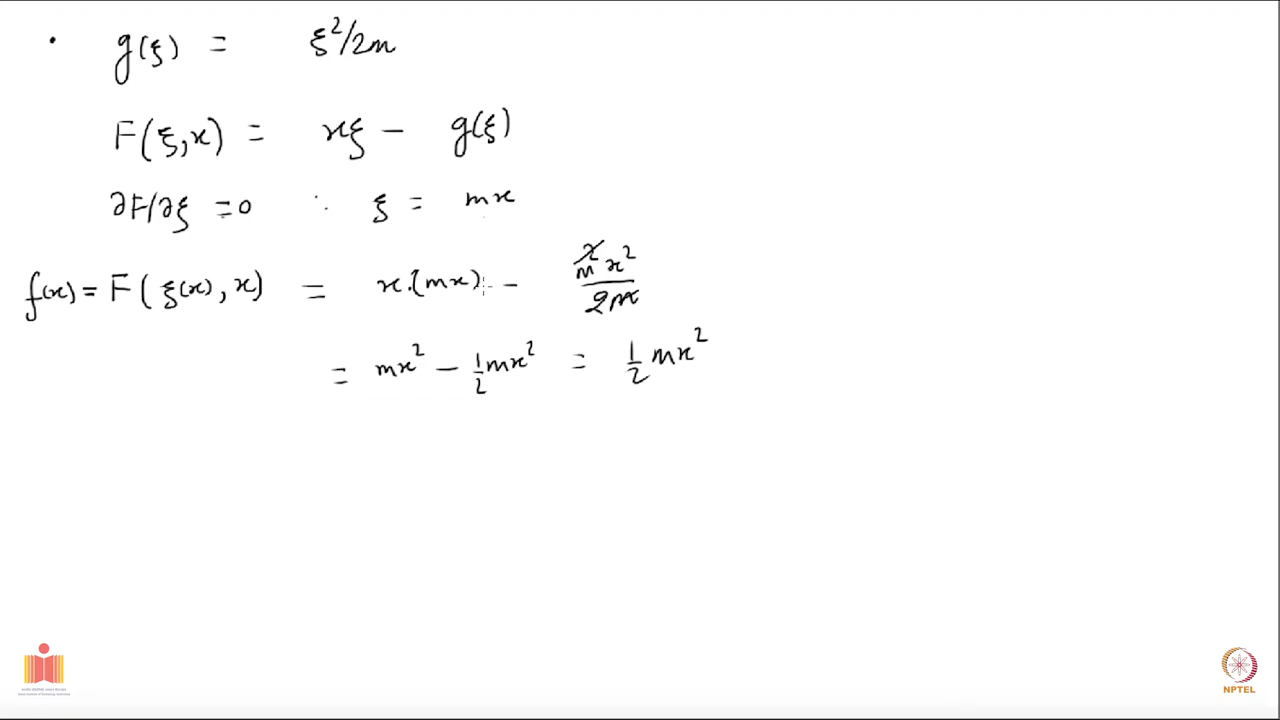 • g(ξ) = ξ²/2m
F(ξ,x) = xξ − g(ξ)
∂F/∂ξ = 0 ∴ ξ = mx
f(x) = F(ξ(x), x) = x.(mx) − m²x²/2m
= mx² − ½mx² = ½mx²
NPTEL